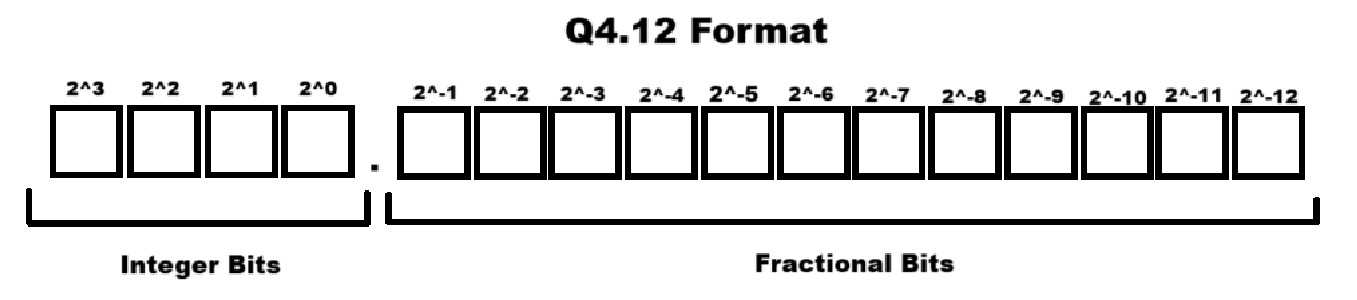 Q4.12 Format
2^3 2^2 2^1 2^0 2^-1 2^-2 2^-3 2^-4 2^-5 2^-6 2^-7 2^-8 2^-9 2^-10 2^-11 2^-12
.
Integer Bits Fractional Bits